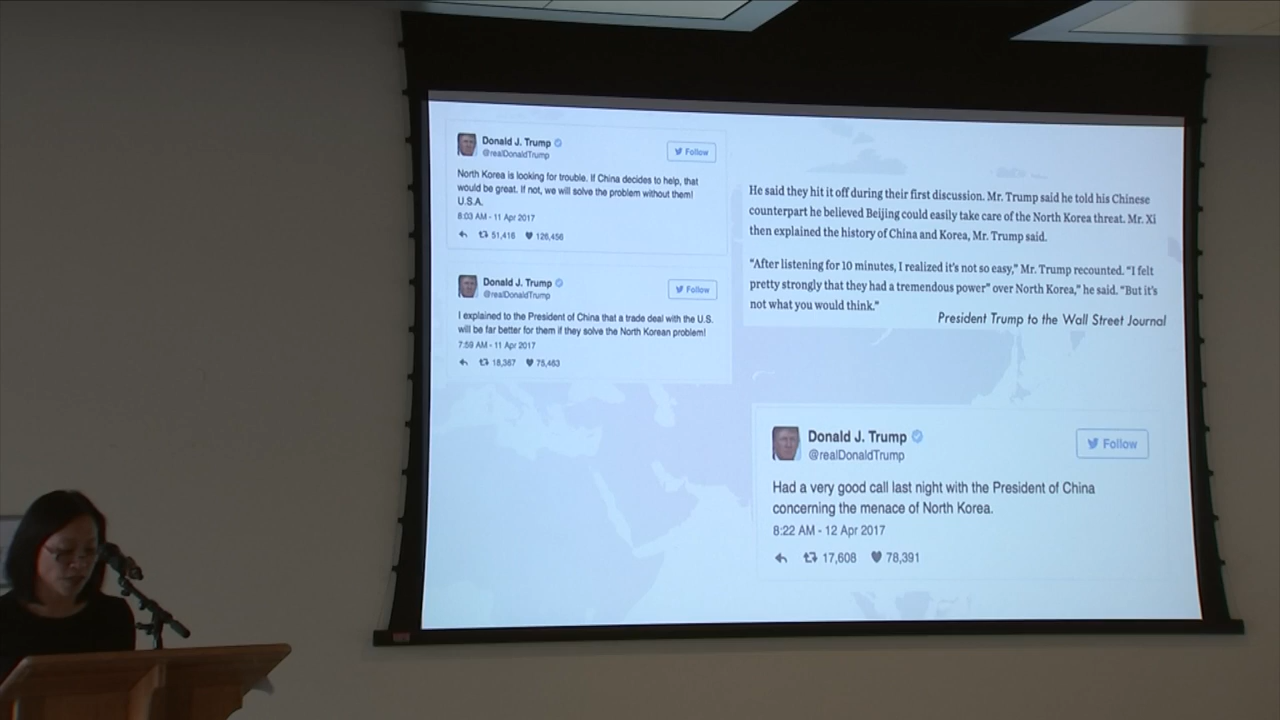 Donald J. Trump
@realDonaldTrump
Follow
North Korea is looking for trouble. If China decides to help, that
would be great. If not, we will solve the problem without them!
U.S.A.
8:03 AM - 11 Apr 2017
51,416 126,456
Donald J. Trump
@realDonaldTrump
Follow
I explained to the President of China that a trade deal with the U.S.
will be far better for them if they solve the North Korean problem!
7:59 AM - 11 Apr 2017
18,367 75,463
He said they hit it off during their first discussion. Mr. Trump said he told his Chinese
counterpart he believed Beijing could easily take care of the North Korea threat. Mr. Xi
then explained the history of China and Korea, Mr. Trump said.
“After listening for 10 minutes, I realized it’s not so easy,” Mr. Trump recounted. “I felt
pretty strongly that they had a tremendous power” over North Korea,” he said. “But it’s
not what you would think.”
President Trump to the Wall Street Journal
Donald J. Trump
@realDonaldTrump
Follow
Had a very good call last night with the President of China
concerning the menace of North Korea.
8:22 AM - 12 Apr 2017
17,608 78,391